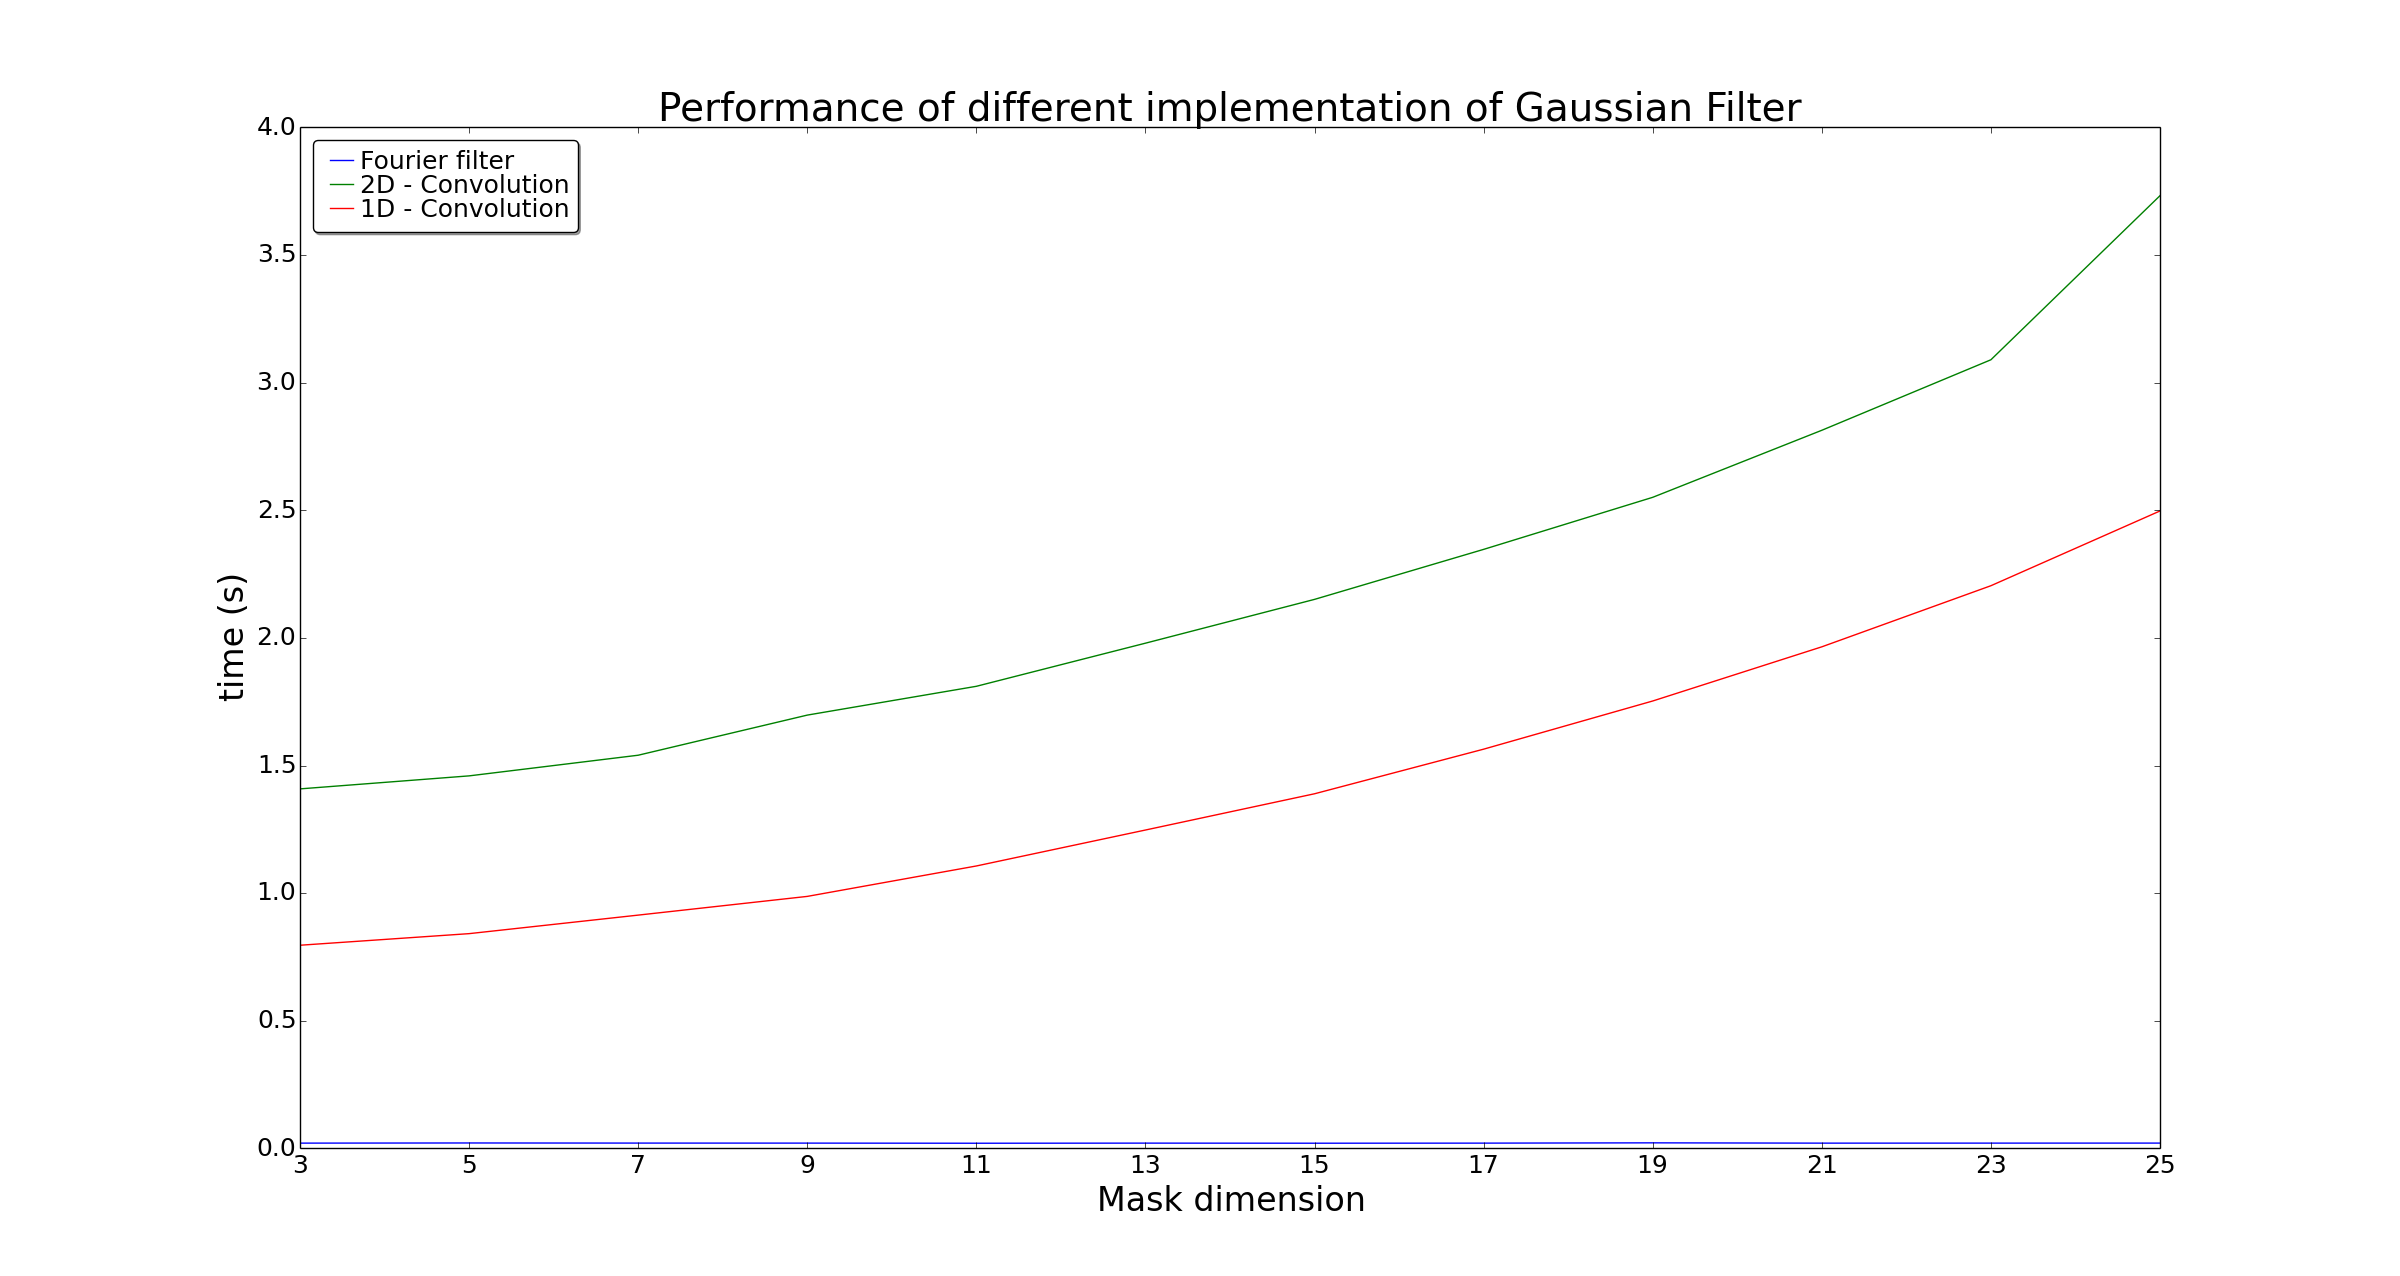 Performance of different implementation of Gaussian Filter
4.0
3.5
3.0
2.5
2.0
1.5
1.0
0.5
0.0
time (s)
Fourier filter
2D - Convolution
1D - Convolution
3 5 7 9 11 13 15 17 19 21 23 25
Mask dimension